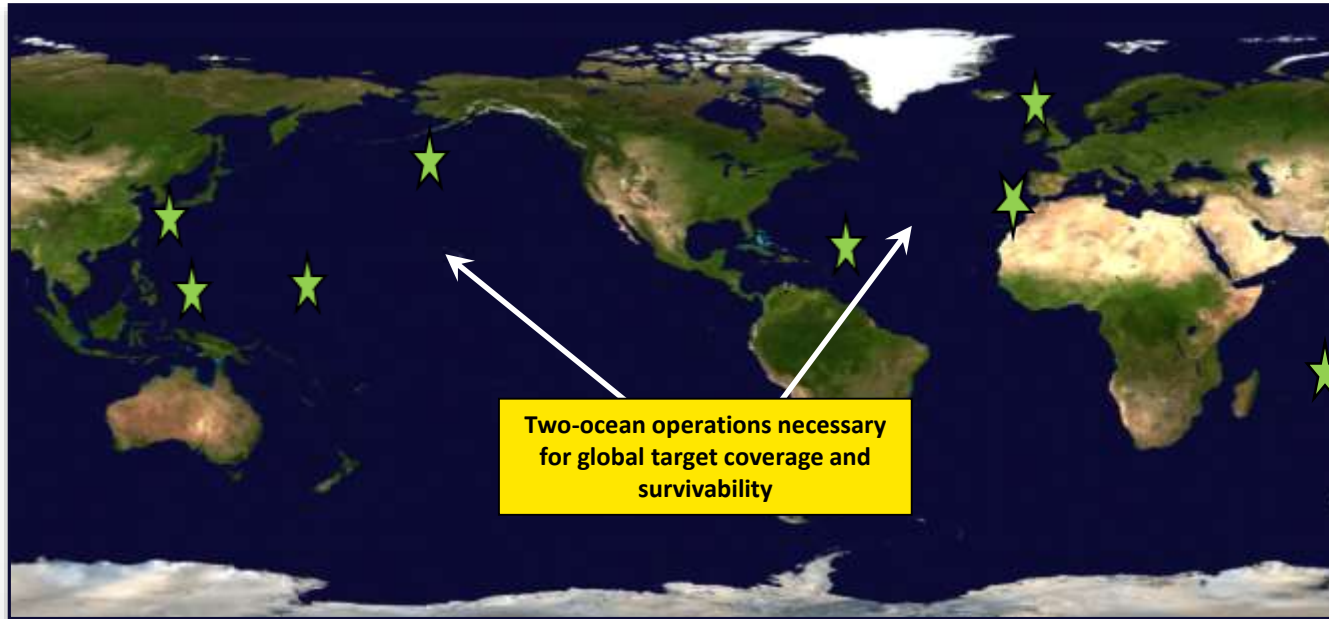 Two-ocean operations necessary
for global target coverage and
survivability